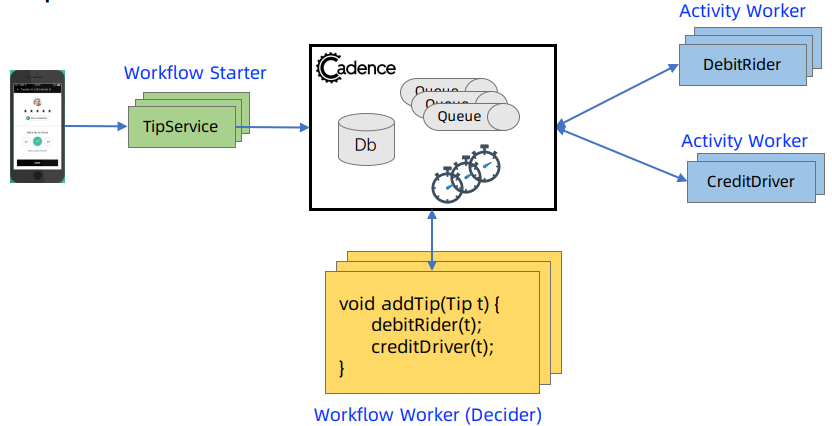 Activity Worker
Workflow Starter
DebitRider
cadence
Queue
Queue
Queue
TipService
Db
Activity Worker
CreditDriver
void addTip(Tip t) {
debitRider(t);
creditDriver(t);
}
Workflow Worker (Decider)